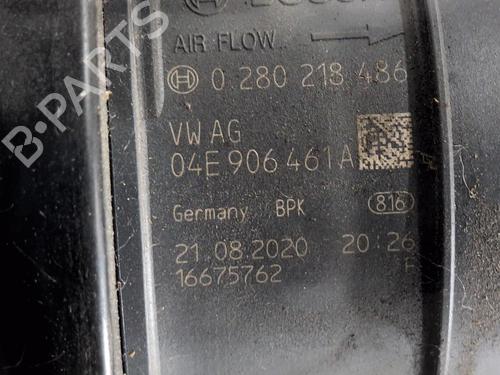 BOSCH
AIR FLOW
0 280 218 486
VW AG
04E 906 461 A
Germany BPK 816
21.08.2020 20:26
16675762 F